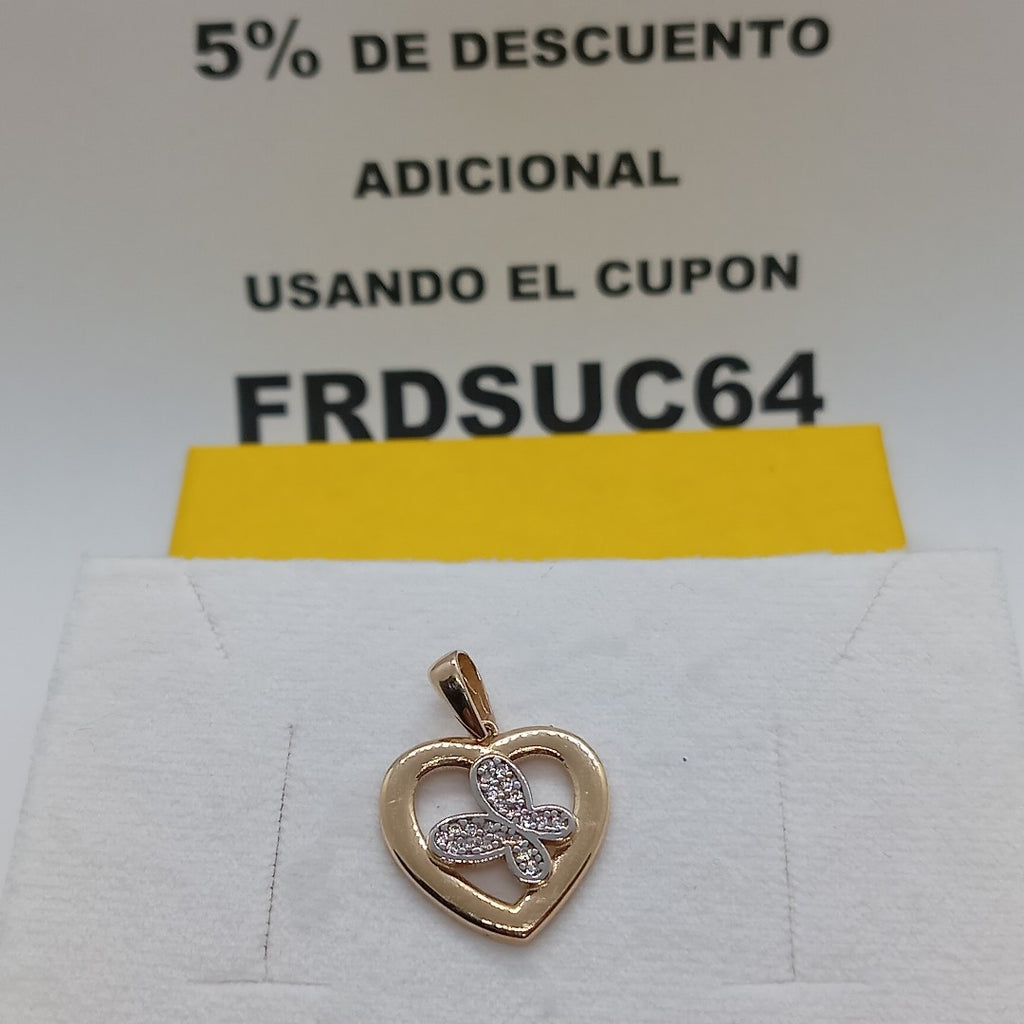 5% DE DESCUENTO
ADICIONAL
USANDO EL CUPON
FRDSUC64